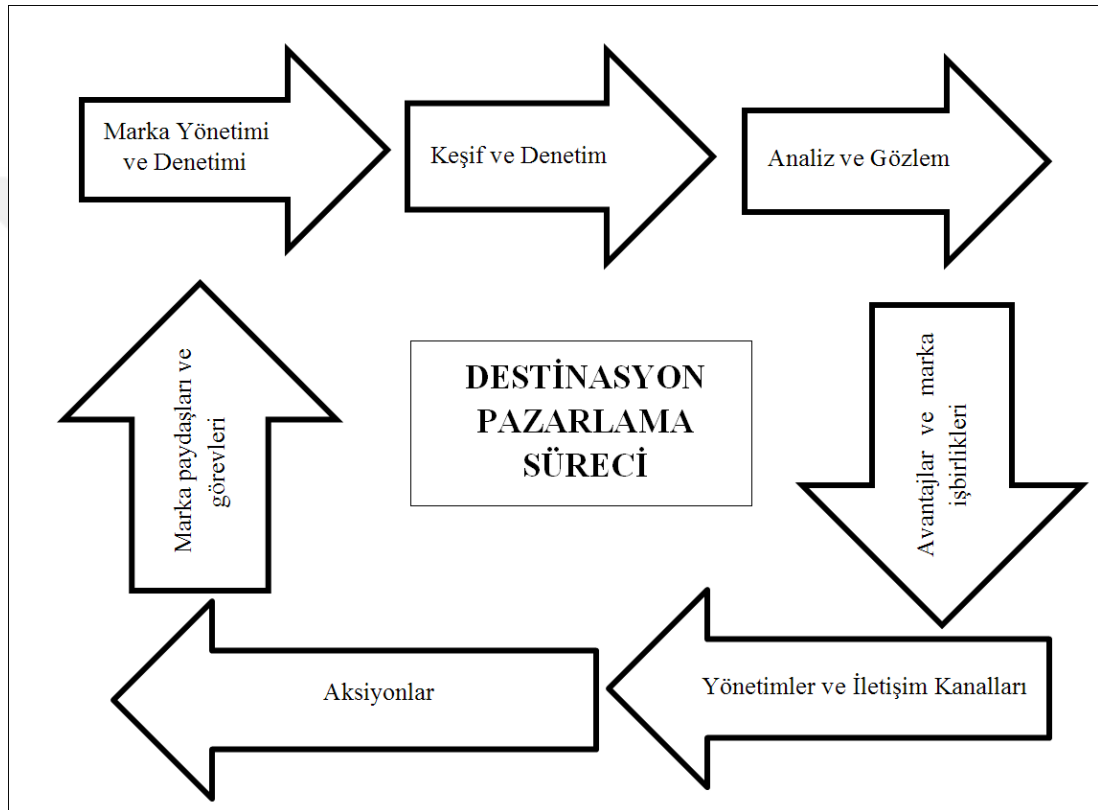 Marka Yönetimi
ve Denetimi
Keşif ve Denetim
Analiz ve Gözlem
Avantajlar ve marka
işbirlikleri
Yönetimler ve İletişim Kanalları
Aksiyonlar
Marka paydaşları ve
görevleri
DESTİNASYON
PAZARLAMA
SÜRECİ